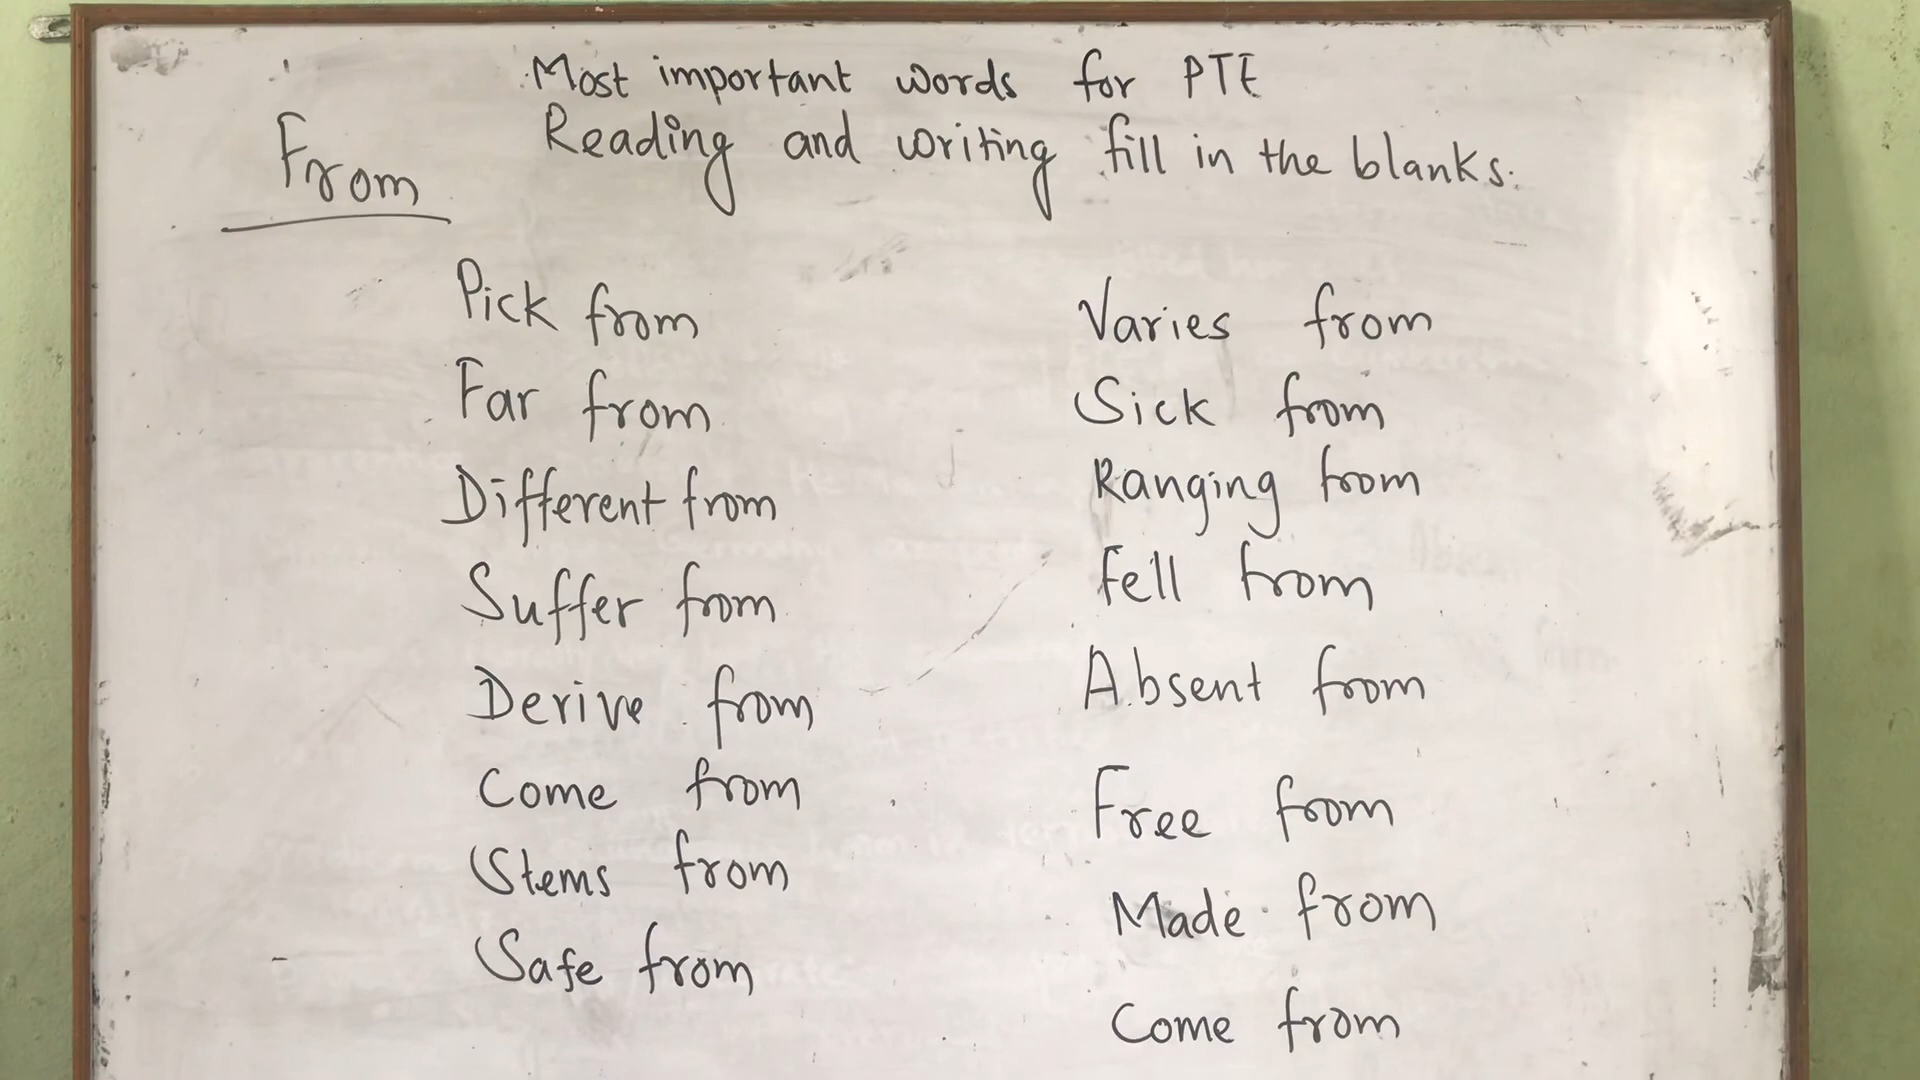 Most important words for PTE
Reading and writing fill in the blanks.
From
Pick from
Far from
Different from
Suffer from
Derive from
Come from
Stems from
Safe from
Varies from
Sick from
Ranging from
Fell from
Absent from
Free from
Made from
Come from